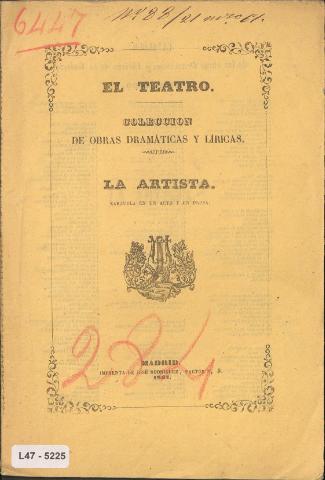 6447
EL TEATRO.
COLECCION
DE OBRAS DRAMÁTICAS Y LÍRICAS.
LA ARTISTA.
ZARZUELA EN UN ACTO Y EN PROSA.
284
MADRID.
IMPRENTA DE JOSÉ RODRIGUEZ, FACTOR
L47 - 5225